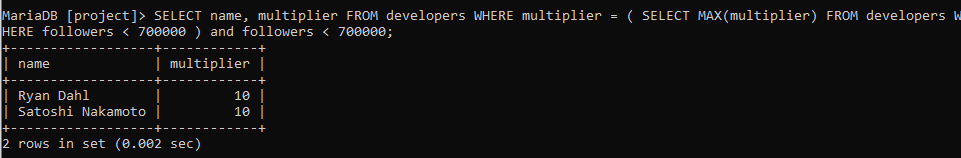 MariaDB [project]> SELECT name, multiplier FROM developers WHERE multiplier = ( SELECT MAX(multiplier) FROM developers W
HERE followers < 700000 ) and followers < 700000;
+------------------+------------+
| name             | multiplier |
+------------------+------------+
| Ryan Dahl        |         10 |
| Satoshi Nakamoto |         10 |
+------------------+------------+
2 rows in set (0.002 sec)